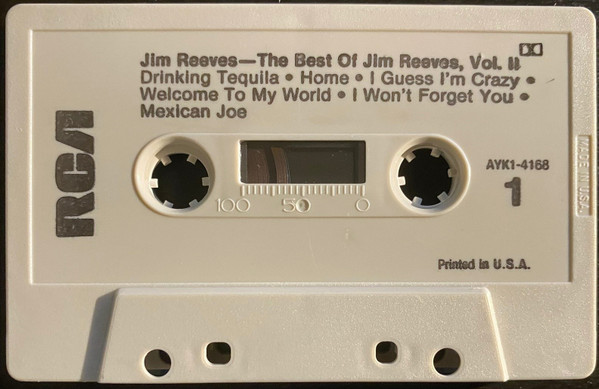 Jim Reeves—The Best Of Jim Reeves, Vol. II
Drinking Tequila • Home • I Guess I'm Crazy •
Welcome To My World • I Won't Forget You •
Mexican Joe
RCA
100 50 0
AYK1-4168
1
MADE IN U.S.A.
Printed in U.S.A.